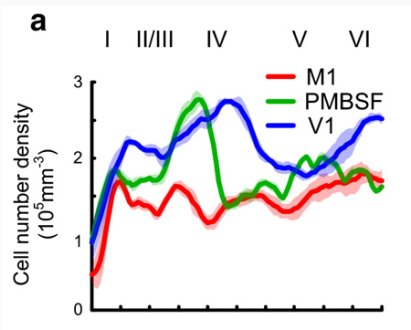 a
I II/III IV V VI
3
2
1
0
Cell number density
(10⁵mm⁻³)
M1
PMBSF
V1